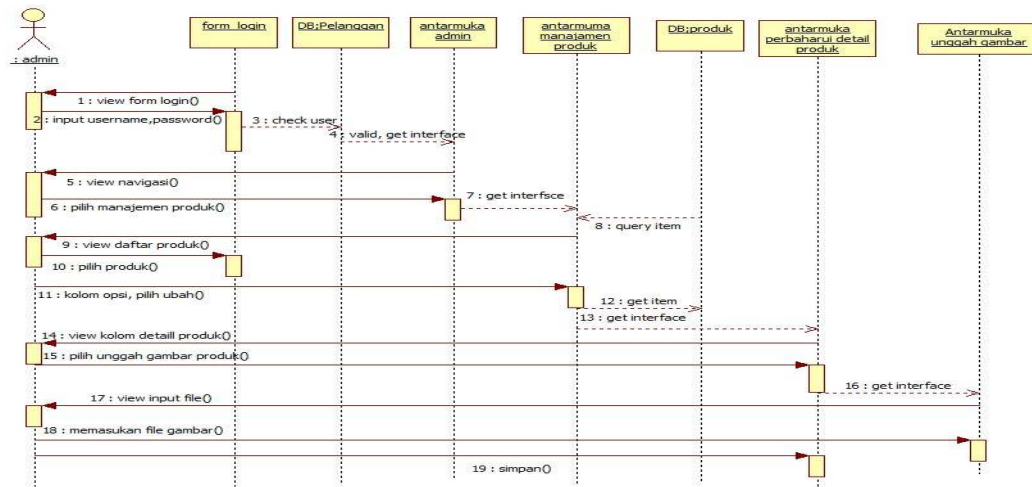 : admin
form_login
DB;Pelanggan
antarmuka
admin
antarmuma
manajamen
produk
DB;produk
antarmuka
perbaharui detail
produk
Antarmuka
unggah gambar
1 : view form login()
2 : input username,password()
3 : check user
4 : valid, get interface
5 : view navigasi()
6 : pilih manajemen produk()
7 : get interfsce
8 : query item
9 : view daftar produk()
10 : pilih produk()
11 : kolom opsi, pilih ubah()
12 : get item
13 : get interface
14 : view kolom detaill produk()
15 : pilih unggah gambar produk()
16 : get interface
17 : view input file()
18 : memasukan file gambar()
19 : simpan()